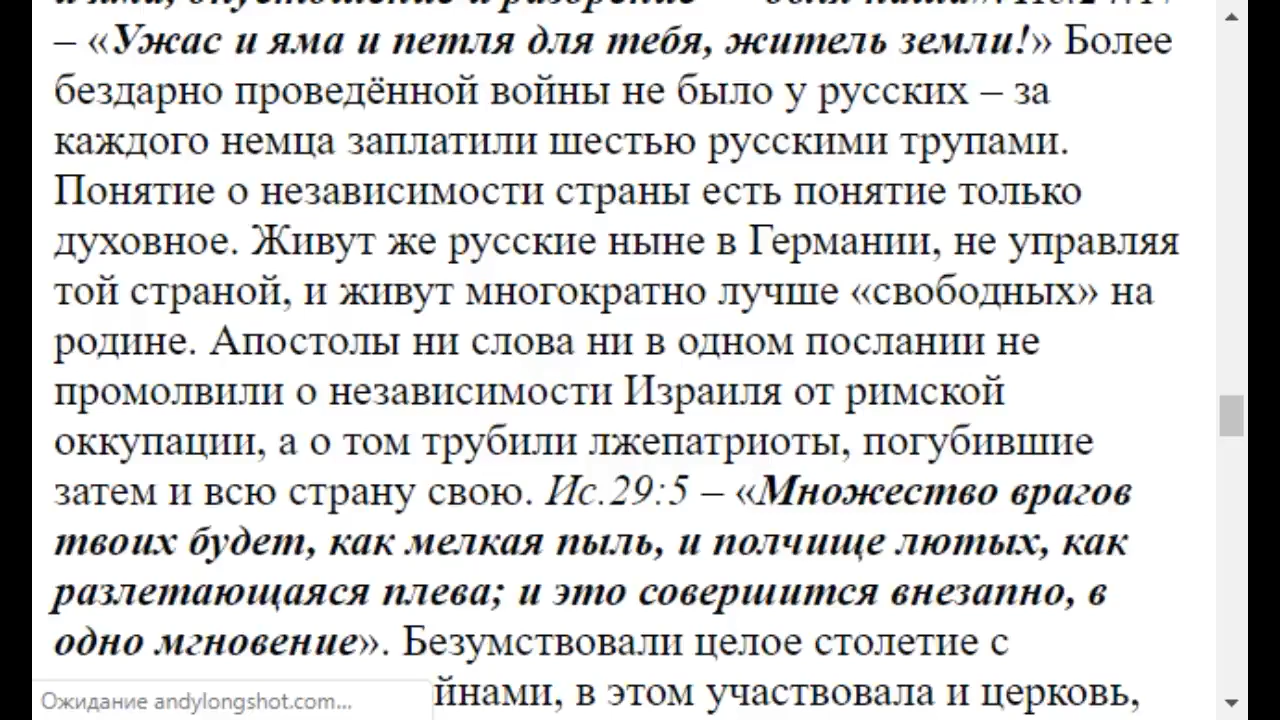 – «Ужас и яма и петля для тебя, житель земли!» Более
бездарно проведённой войны не было у русских – за
каждого немца заплатили шестью русскими трупами.
Понятие о независимости страны есть понятие только
духовное. Живут же русские ныне в Германии, не управляя
той страной, и живут многократно лучше «свободных» на
родине. Апостолы ни слова ни в одном послании не
промолвили о независимости Израиля от римской
оккупации, а о том трубили лжепатриоты, погубившие
затем и всю страну свою. Ис.29:5 – «Множество врагов
твоих будет, как мелкая пыль, и полчище лютых, как
разлетающаяся плева; и это совершится внезапно, в
одно мгновение». Безумствовали целое столетие с
йнами, в этом участвовала и церковь,
Ожидание andylongshot.com...